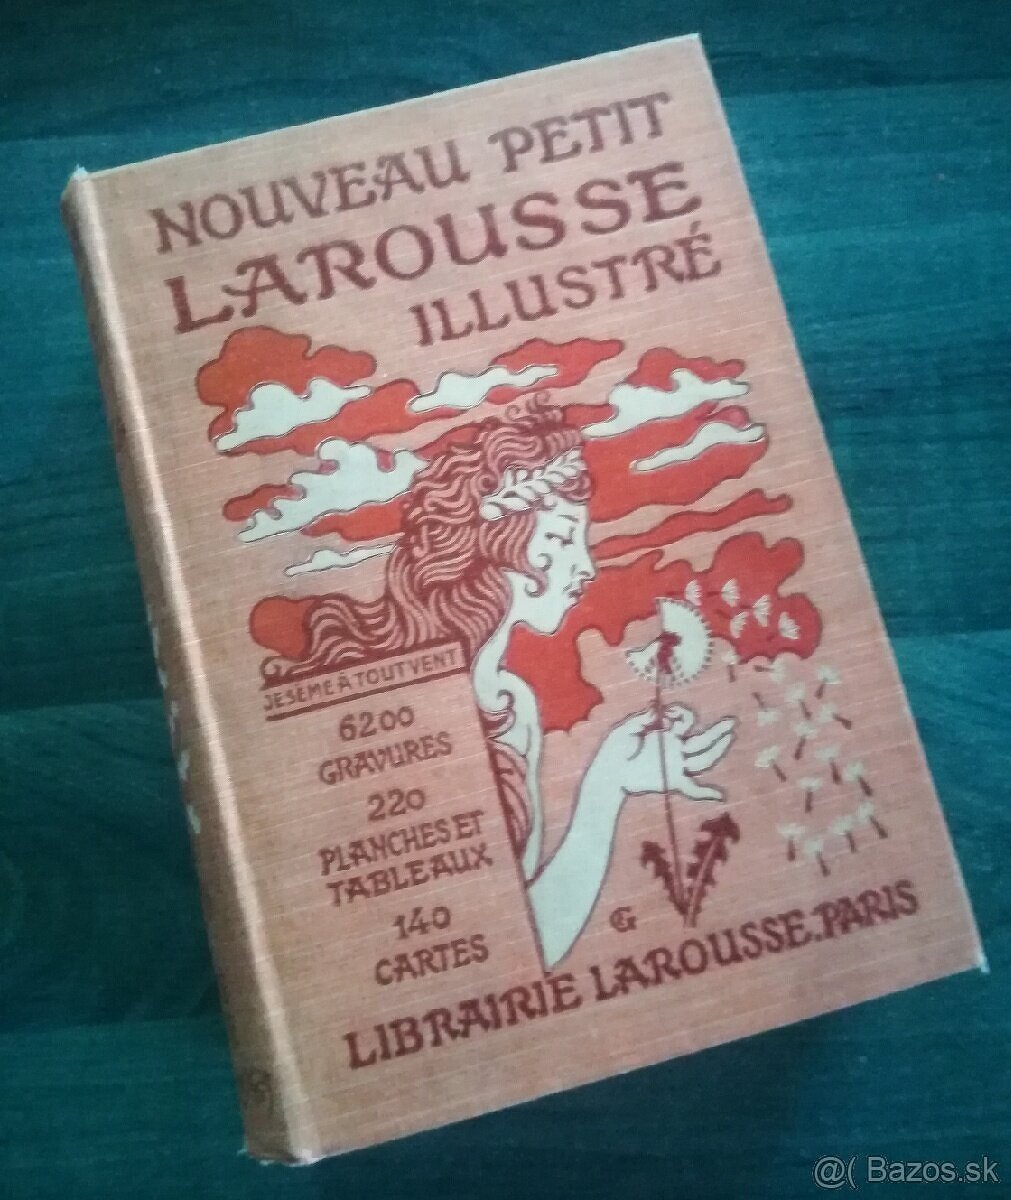 NOUVEAU PETIT
LAROUSSE
ILLUSTRÉ
JE SEME À TOUT VENT
6200
GRAVURES
220
PLANCHES ET
TABLEAUX
140
CARTES
G
LIBRAIRIE LAROUSSE.PARIS
@( Bazos.sk